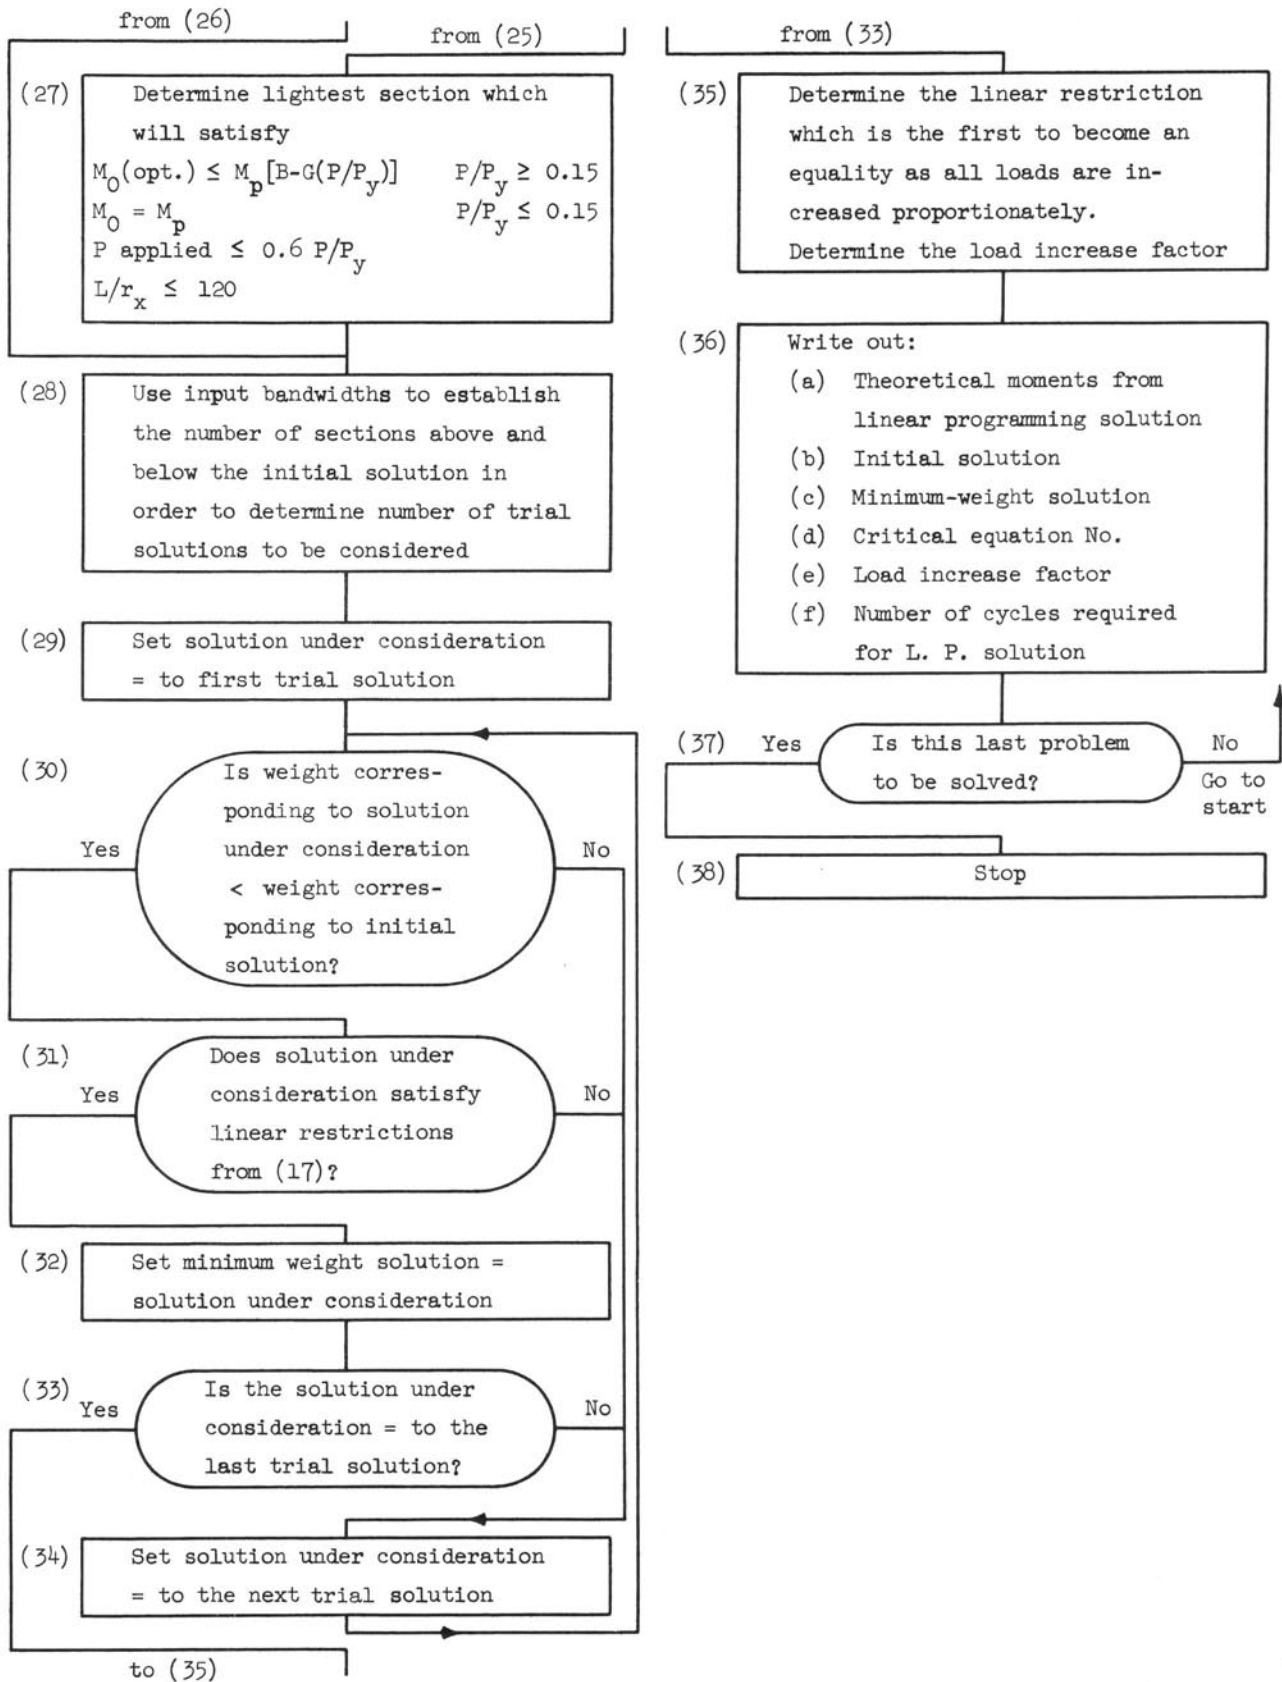 from (26)
from (25)
(27) Determine lightest section which
will satisfy
M_0(opt.) ≤ M_p[B-G(P/P_y)] P/P_y ≥ 0.15
M_0 = M_p P/P_y ≤ 0.15
P applied ≤ 0.6 P/P_y
L/r_x ≤ 120
(28) Use input bandwidths to establish
the number of sections above and
below the initial solution in
order to determine number of trial
solutions to be considered
(29) Set solution under consideration
= to first trial solution
(30) Is weight corres-
ponding to solution
Yes under consideration No
< weight corres-
ponding to initial
solution?
(31) Does solution under
Yes consideration satisfy No
linear restrictions
from (17)?
(32) Set minimum weight solution =
solution under consideration
(33) Is the solution under
Yes consideration = to the No
last trial solution?
(34) Set solution under consideration
= to the next trial solution
to (35)
from (33)
(35) Determine the linear restriction
which is the first to become an
equality as all loads are in-
creased proportionately.
Determine the load increase factor
(36) Write out:
(a) Theoretical moments from
linear programming solution
(b) Initial solution
(c) Minimum-weight solution
(d) Critical equation No.
(e) Load increase factor
(f) Number of cycles required
for L. P. solution
(37) Yes Is this last problem No
to be solved? Go to
start
(38) Stop